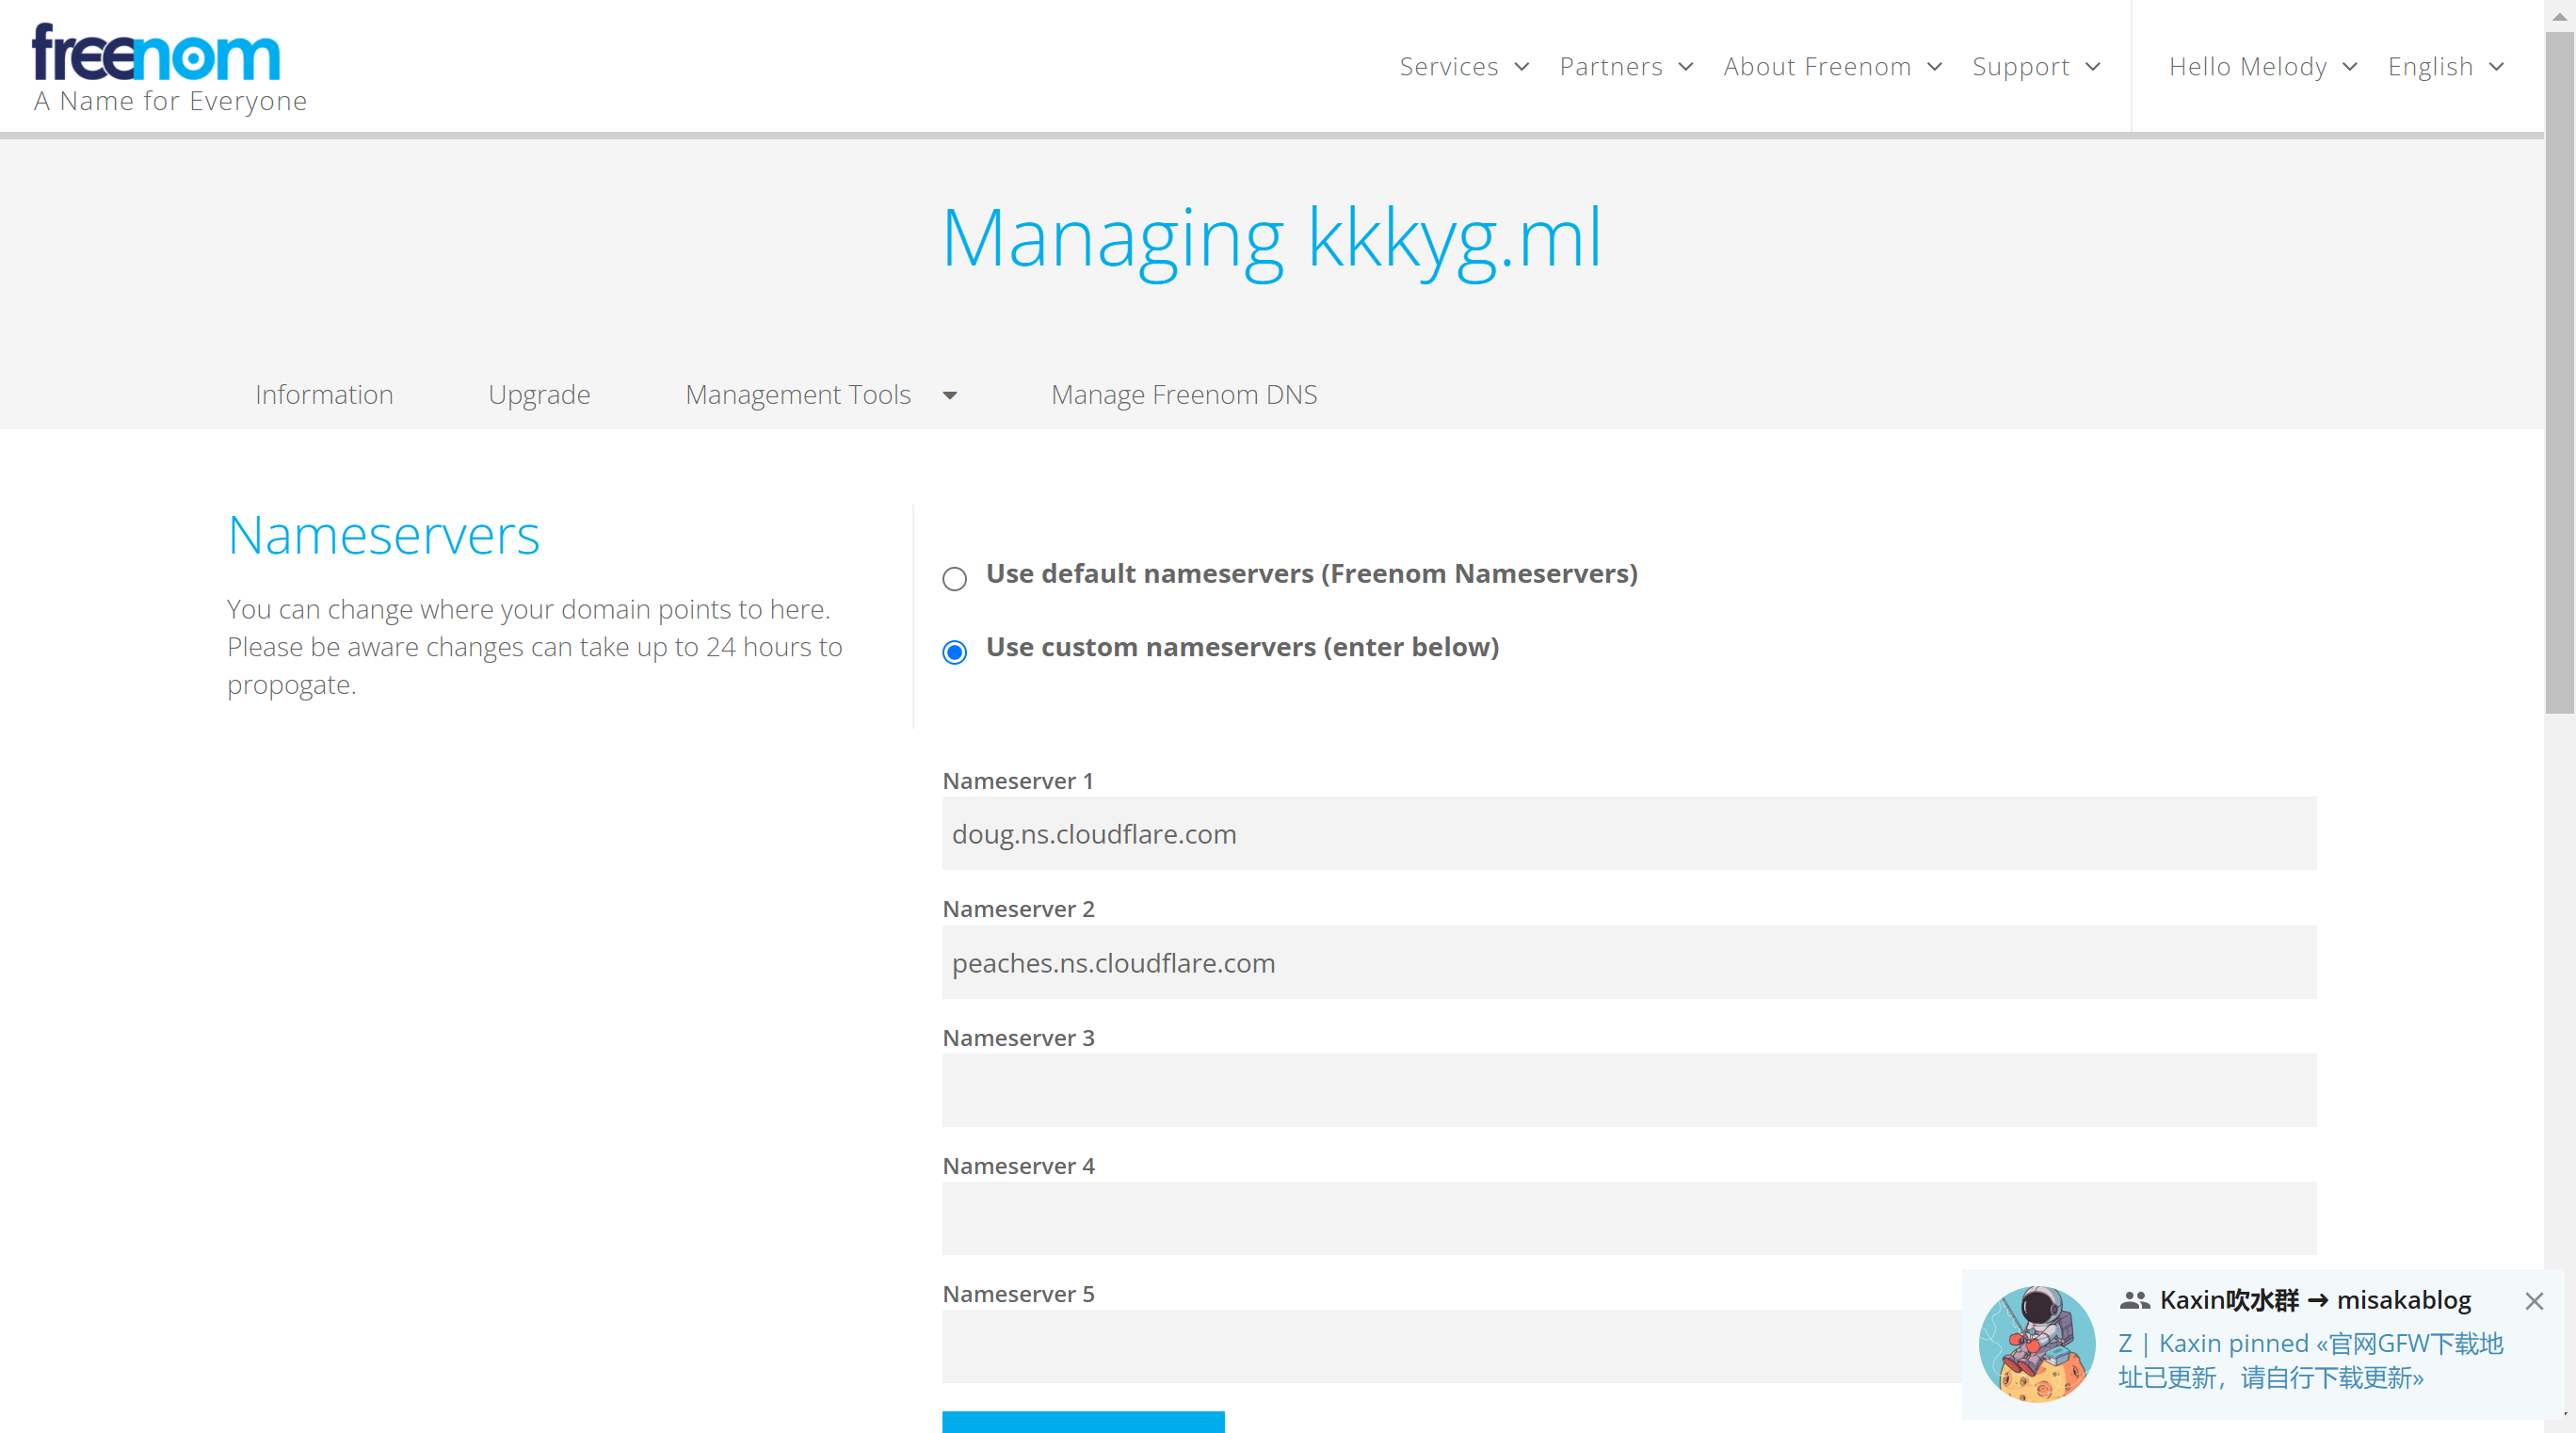 freenom
A Name for Everyone
Services
Partners
About Freenom
Support
Hello Melody
English
Managing kkkyg.ml
Information
Upgrade
Management Tools
Manage Freenom DNS
Nameservers
You can change where your domain points to here.
Please be aware changes can take up to 24 hours to
propogate.
Use default nameservers (Freenom Nameservers)
Use custom nameservers (enter below)
Nameserver 1
doug.ns.cloudflare.com
Nameserver 2
peaches.ns.cloudflare.com
Nameserver 3
Nameserver 4
Nameserver 5
Kaxin吹水群 → misakablog
Z | Kaxin pinned «官网GFW下载地
址已更新，请自行下载更新»